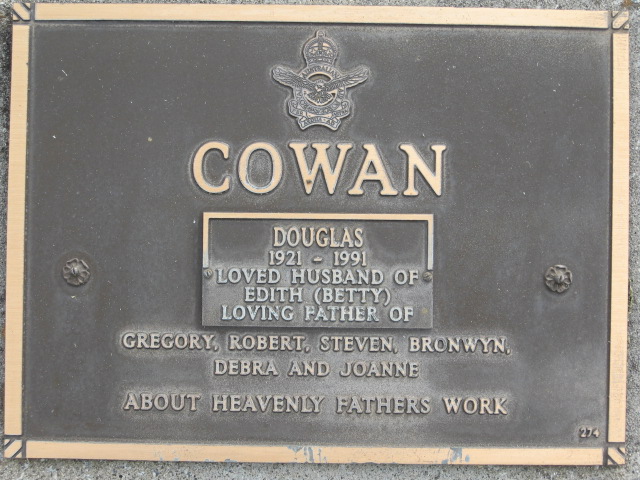 AUSTRALIAN
COWAN
DOUGLAS
1921 - 1991
LOVED HUSBAND OF
EDITH (BETTY)
LOVING FATHER OF
GREGORY, ROBERT, STEVEN, BRONWYN,
DEBRA AND JOANNE
ABOUT HEAVENLY FATHERS WORK
274